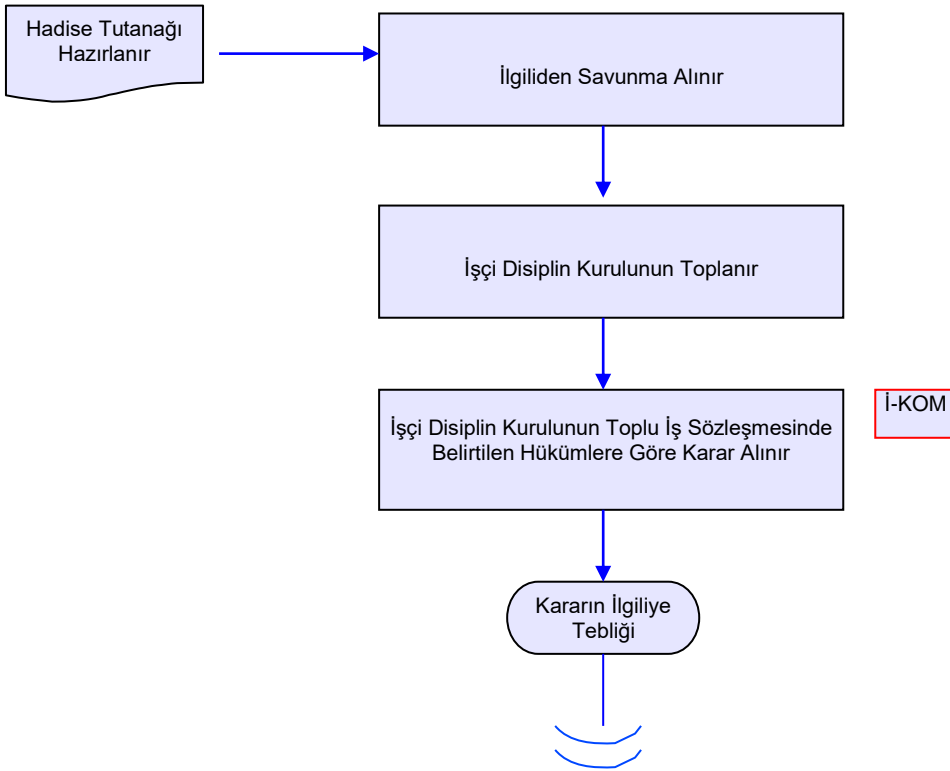 Hadise Tutanağı
Hazırlanır
İlgiliden Savunma Alınır
İşçi Disiplin Kurulunun Toplanır
İşçi Disiplin Kurulunun Toplu İş Sözleşmesinde
Belirtilen Hükümlere Göre Karar Alınır
İ-KOM
Kararın İlgiliye
Tebliği